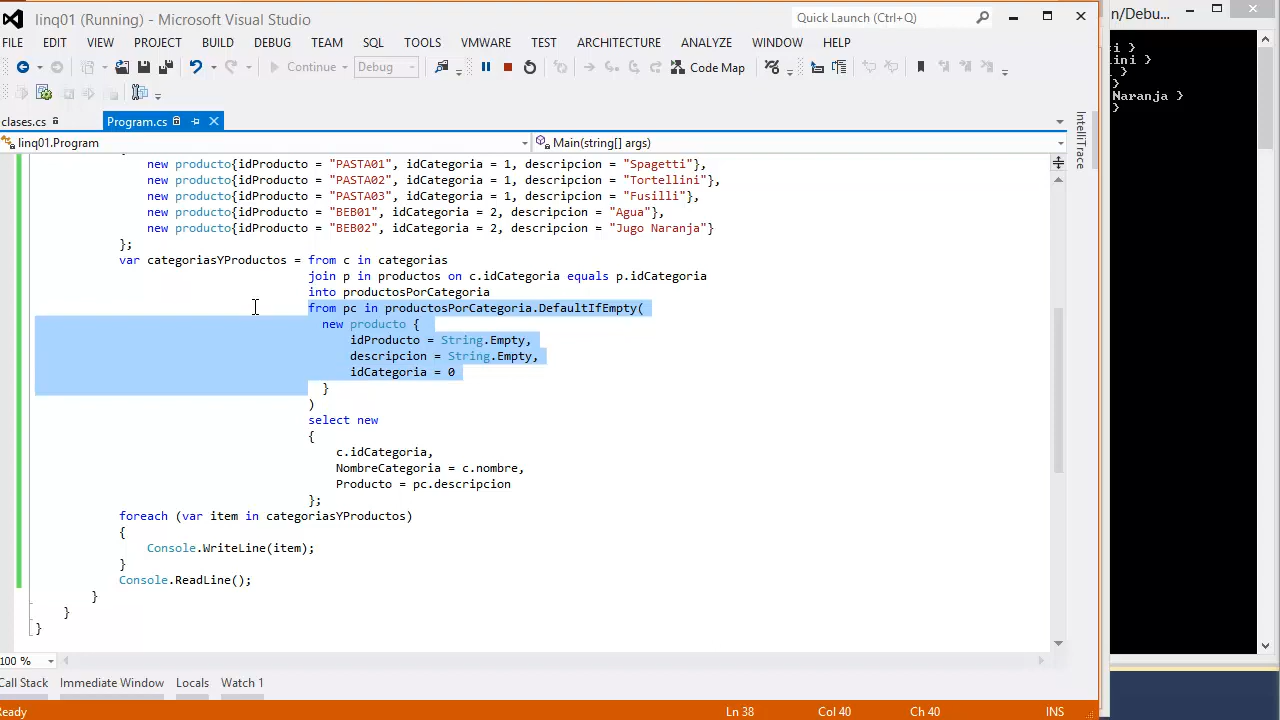 linq01 (Running) - Microsoft Visual Studio
Quick Launch (Ctrl+Q)
FILE EDIT VIEW PROJECT BUILD DEBUG TEAM SQL TOOLS VMWARE TEST ARCHITECTURE ANALYZE WINDOW HELP
Continue Debug Code Map
clases.cs Program.cs
linq01.Program Main(string[] args)
new producto{idProducto = "PASTA01", idCategoria = 1, descripcion = "Spagetti"},
new producto{idProducto = "PASTA02", idCategoria = 1, descripcion = "Tortellini"},
new producto{idProducto = "PASTA03", idCategoria = 1, descripcion = "Fusilli"},
new producto{idProducto = "BEB01", idCategoria = 2, descripcion = "Agua"},
new producto{idProducto = "BEB02", idCategoria = 2, descripcion = "Jugo Naranja"}
};
var categoriasYProductos = from c in categorias
join p in productos on c.idCategoria equals p.idCategoria
into productosPorCategoria
from pc in productosPorCategoria.DefaultIfEmpty(
new producto {
idProducto = String.Empty,
descripcion = String.Empty,
idCategoria = 0
}
)
select new
{
c.idCategoria,
NombreCategoria = c.nombre,
Producto = pc.descripcion
};
foreach (var item in categoriasYProductos)
{
Console.WriteLine(item);
}
Console.ReadLine();
}
}
}
100 %
Call Stack Immediate Window Locals Watch 1
eady Ln 38 Col 40 Ch 40 INS
IntelliTrace
n/Debu...
ti }
lini }
i }
}
Naranja }
}